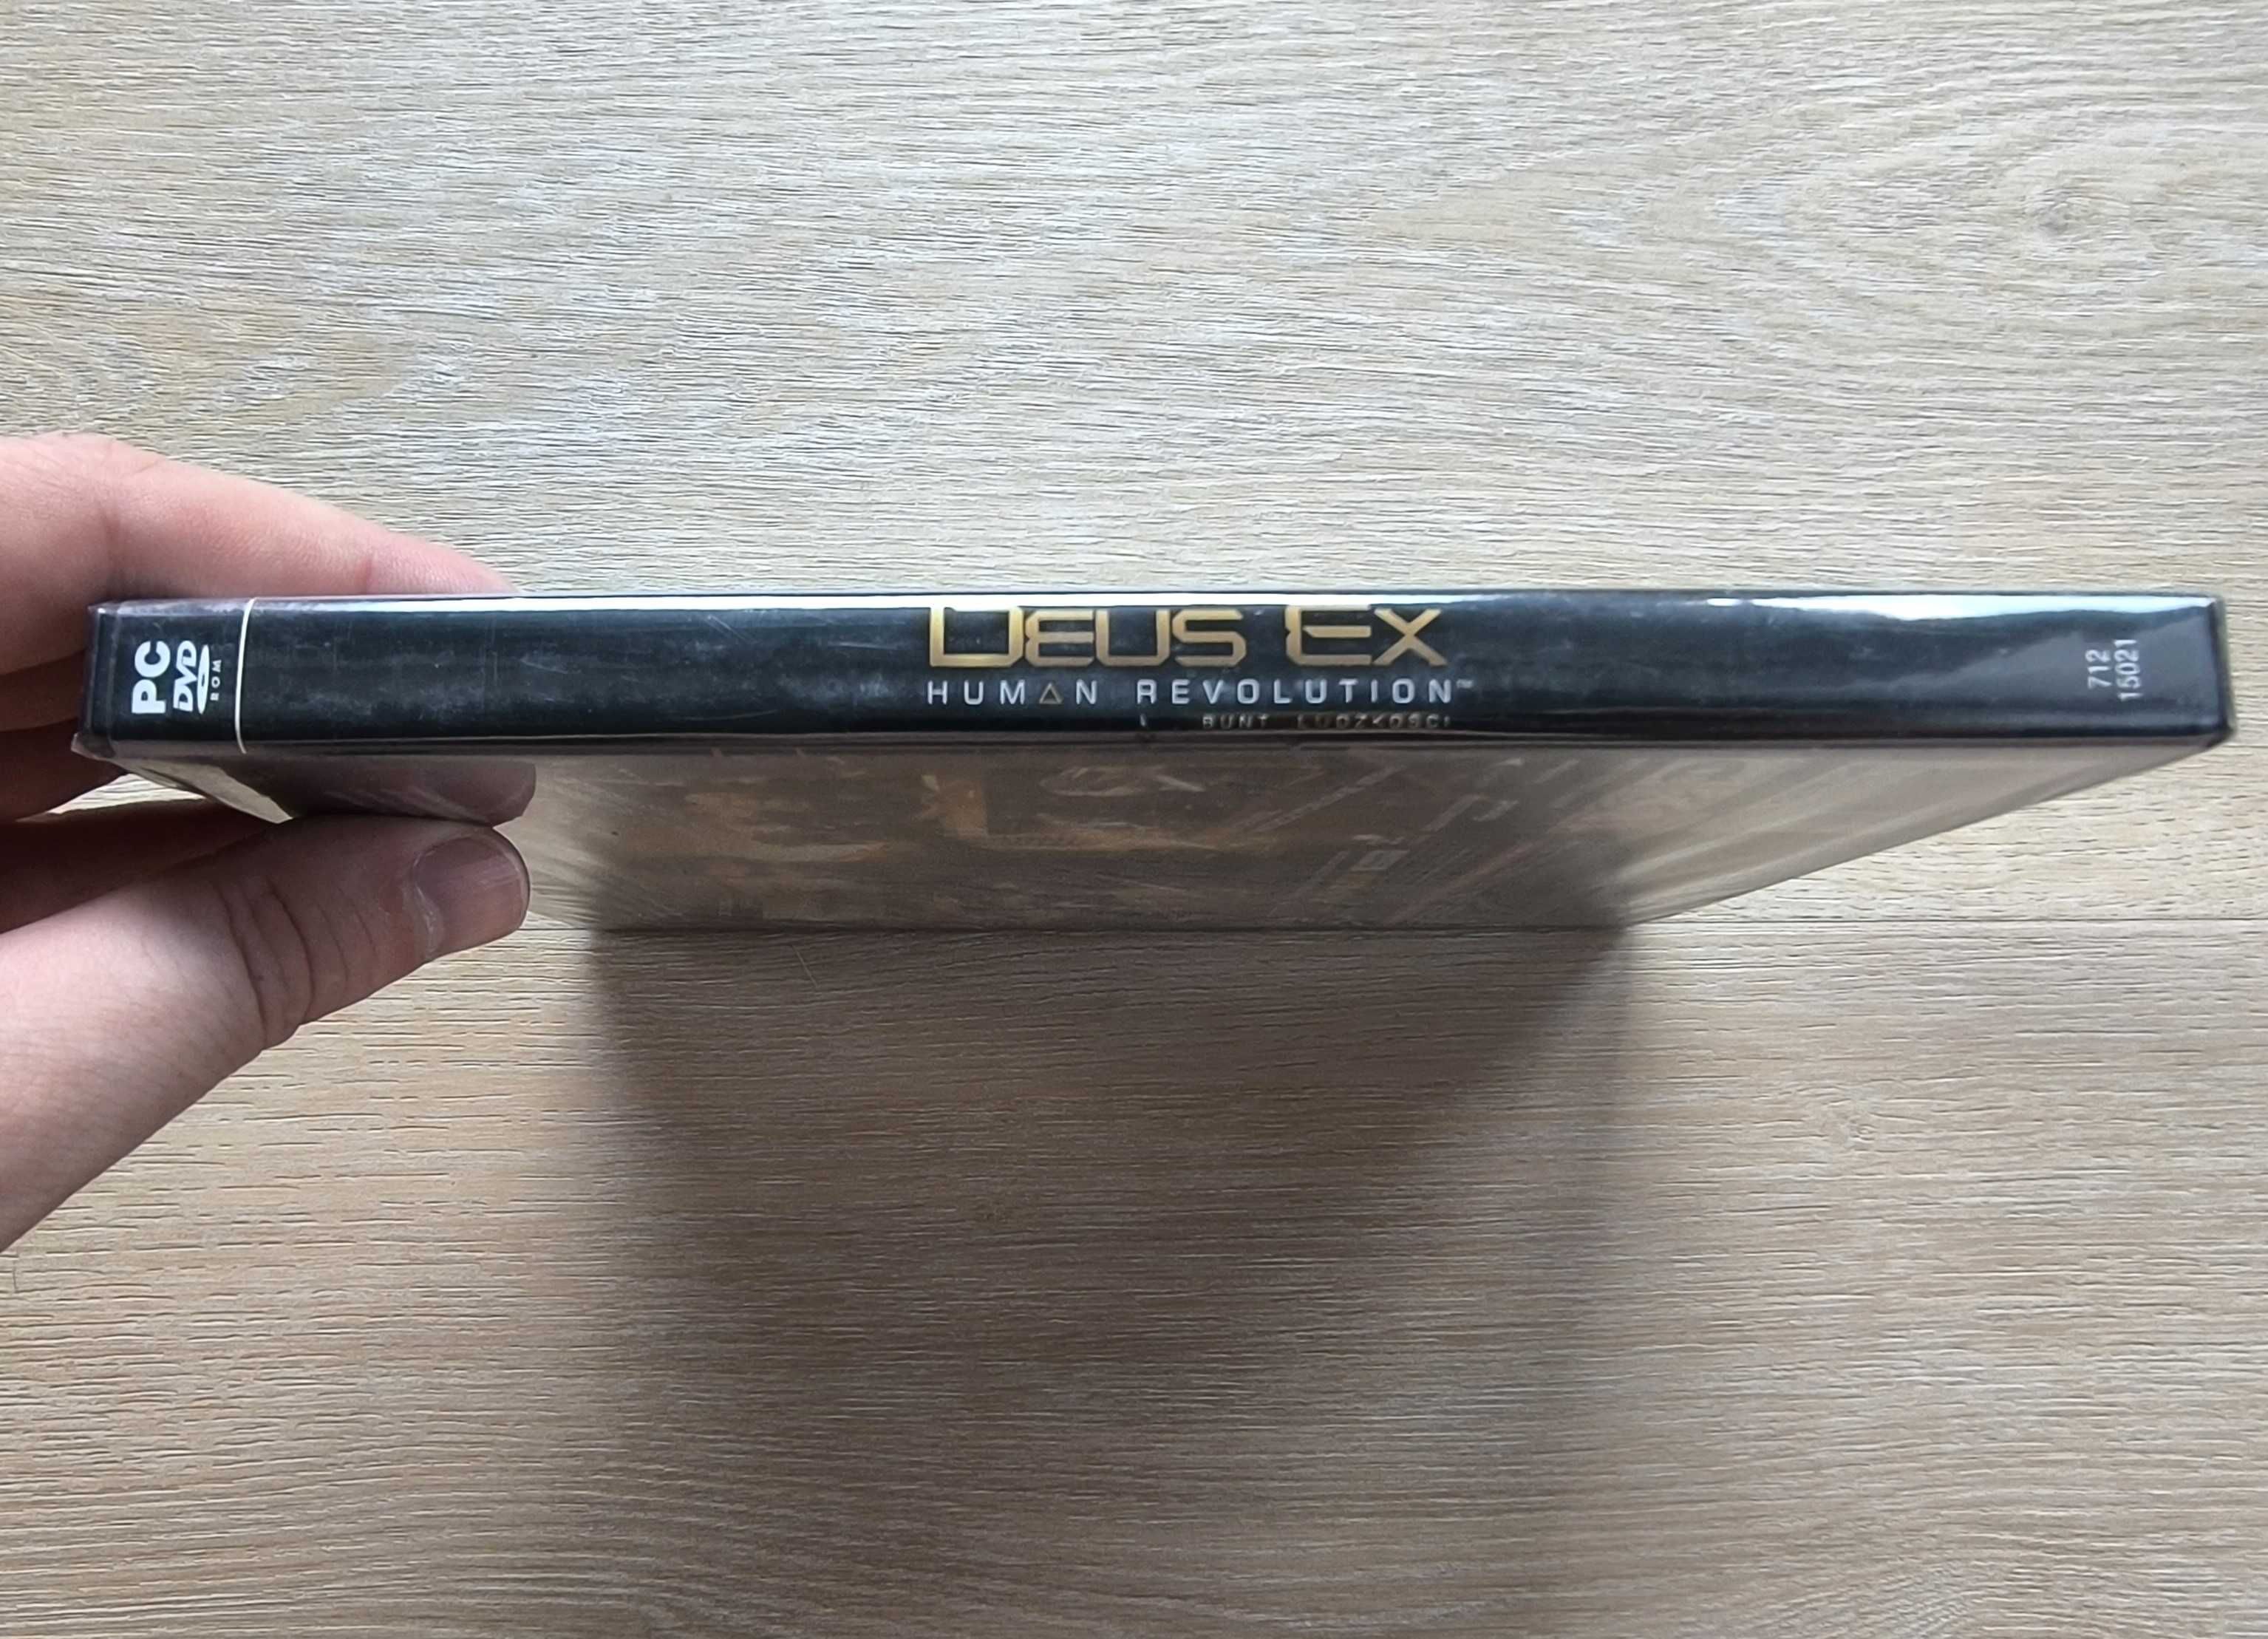 PC
DVD
ROM
DEUS EX
HUMAN REVOLUTION™
BUNT LUDZKOŚCI
712
15021